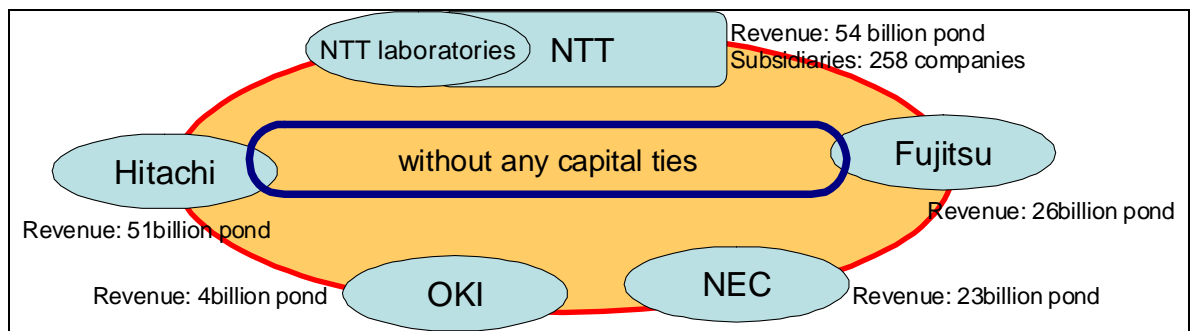 NTT laboratories
NTT
Revenue: 54 billion pond
Subsidiaries: 258 companies
Hitachi
without any capital ties
Fujitsu
Revenue: 51billion pond
Revenue: 26billion pond
Revenue: 4billion pond
OKI
NEC
Revenue: 23billion pond